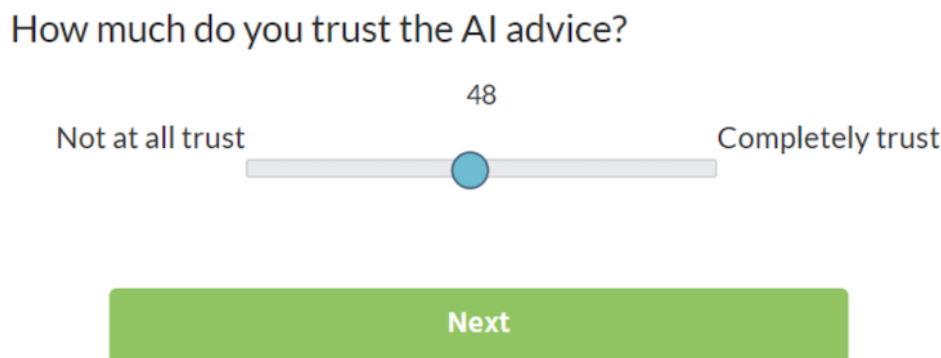 How much do you trust the AI advice?
48
Not at all trust
Completely trust
Next